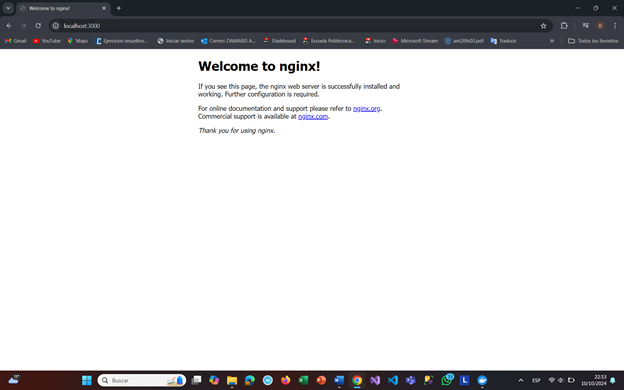 Welcome to nginx!
localhost:3000
Gmail YouTube Maps Ejercicios resueltos... Iniciar sesión Correo: DAMARIS A... Dashboard Escuela Politécnica... Inicio Microsoft Stream Traducir » Todos los favoritos
Welcome to nginx!
If you see this page, the nginx web server is successfully installed and
working. Further configuration is required.
For online documentation and support please refer to nginx.org.
Commercial support is available at nginx.com.
Thank you for using nginx.
Buscar
ESP
22:53
10/10/2024